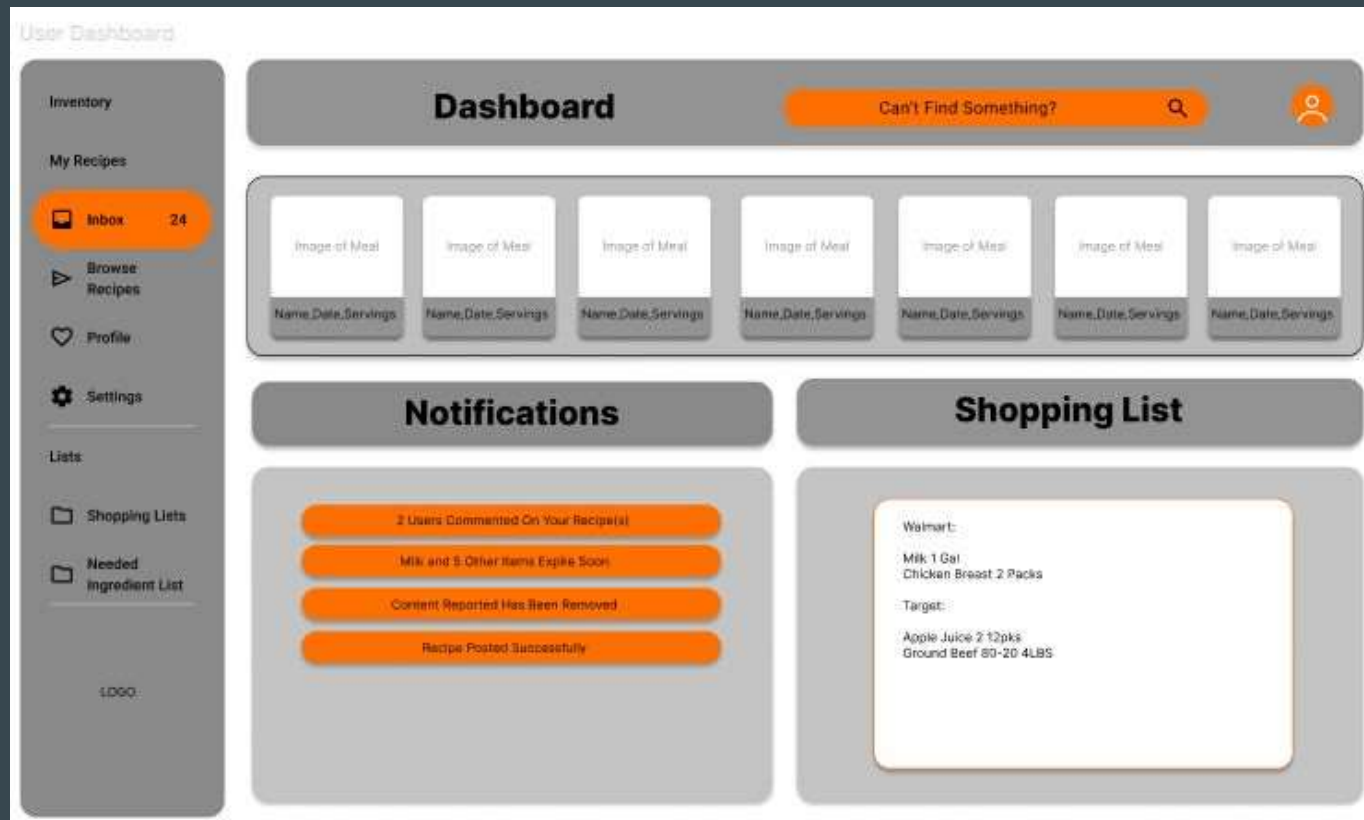 User Dashboard
Inventory
My Recipes
Inbox 24
Browse
Recipes
Profile
Settings
Lists
Shopping Lists
Needed
Ingredient List
LOGO
Dashboard
Can't Find Something?
Image of Meal
Image of Meal
Image of Meal
Image of Meal
Image of Meal
Image of Meal
Image of Meal
Name,Date,Servings
Name,Date,Servings
Name,Date,Servings
Name,Date,Servings
Name,Date,Servings
Name,Date,Servings
Name,Date,Servings
Notifications
2 Users Commented On Your Recipe(s)
Milk and 5 Other Items Expire Soon
Content Reported Has Been Removed
Recipe Posted Successfully
Shopping List
Walmart:
Milk 1 Gal
Chicken Breast 2 Packs
Target:
Apple Juice 2 12pks
Ground Beef 80-20 4LBS